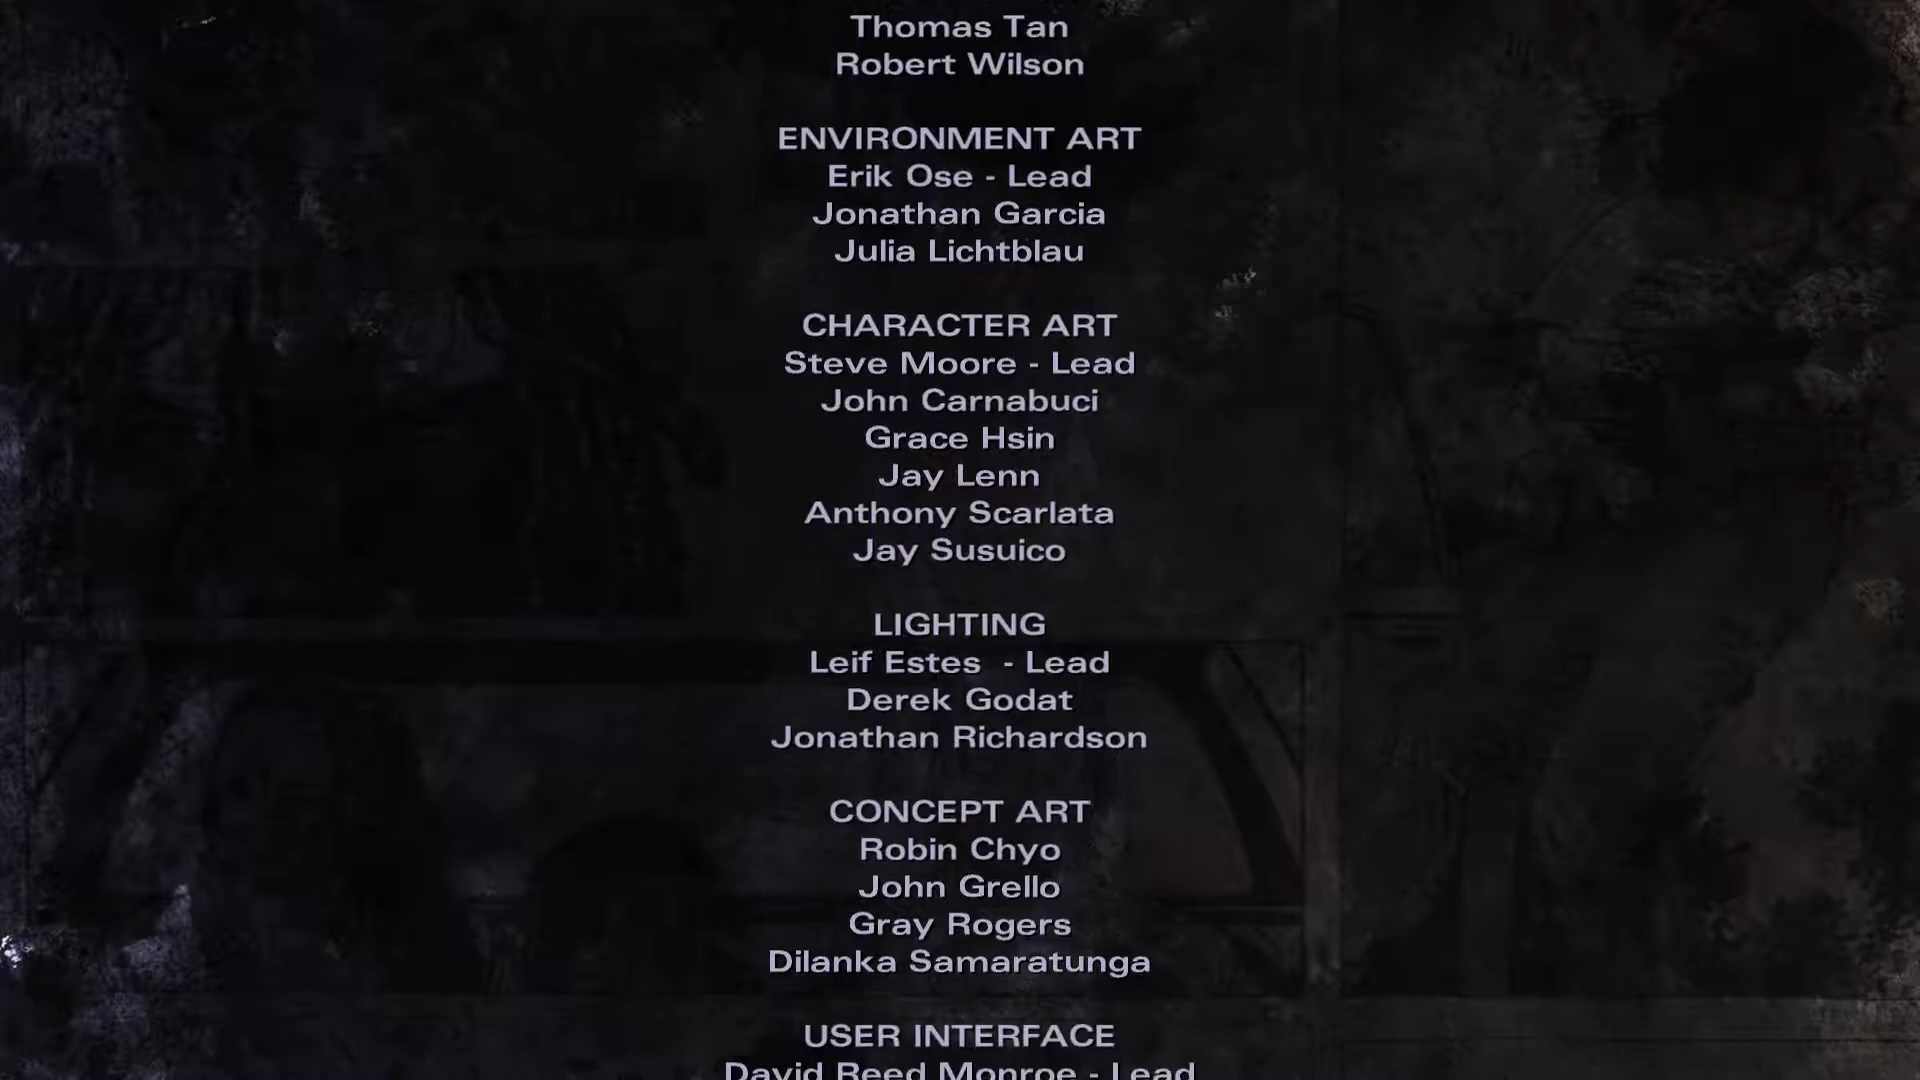 Thomas Tan
Robert Wilson
ENVIRONMENT ART
Erik Ose - Lead
Jonathan Garcia
Julia Lichtblau
CHARACTER ART
Steve Moore - Lead
John Carnabuci
Grace Hsin
Jay Lenn
Anthony Scarlata
Jay Susuico
LIGHTING
Leif Estes  - Lead
Derek Godat
Jonathan Richardson
CONCEPT ART
Robin Chyo
John Grello
Gray Rogers
Dilanka Samaratunga
USER INTERFACE
David Reed Monroe - Lead